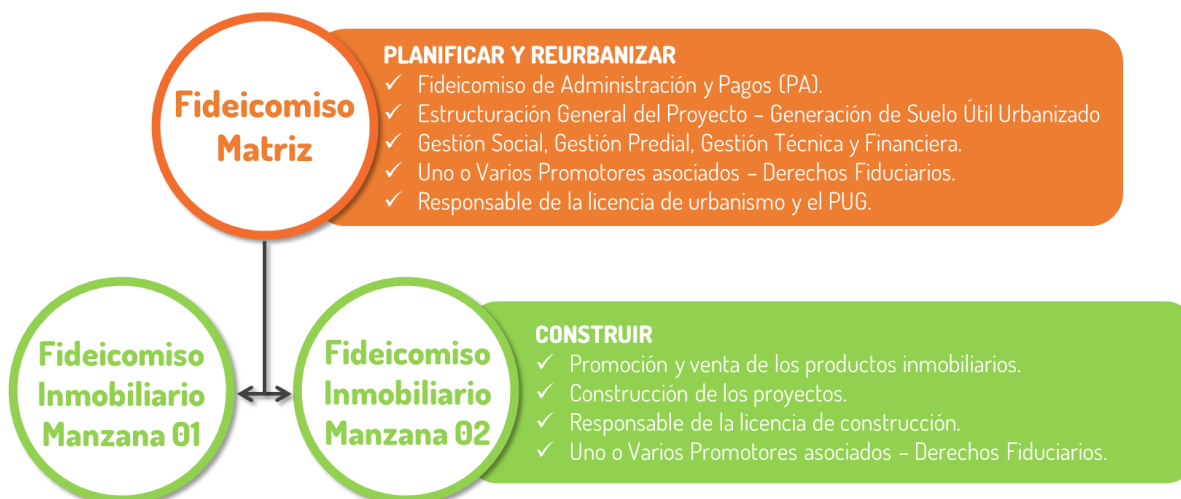 Fideicomiso
Matriz
PLANIFICAR Y REURBANIZAR
✓ Fideicomiso de Administración y Pagos (PA).
✓ Estructuración General del Proyecto – Generación de Suelo Útil Urbanizado
✓ Gestión Social, Gestión Predial, Gestión Técnica y Financiera.
✓ Uno o Varios Promotores asociados – Derechos Fiduciarios.
✓ Responsable de la licencia de urbanismo y el PUG.
Fideicomiso
Inmobiliario
Manzana 01
Fideicomiso
Inmobiliario
Manzana 02
CONSTRUIR
✓ Promoción y venta de los productos inmobiliarios.
✓ Construcción de los proyectos.
✓ Responsable de la licencia de construcción.
✓ Uno o Varios Promotores asociados – Derechos Fiduciarios.